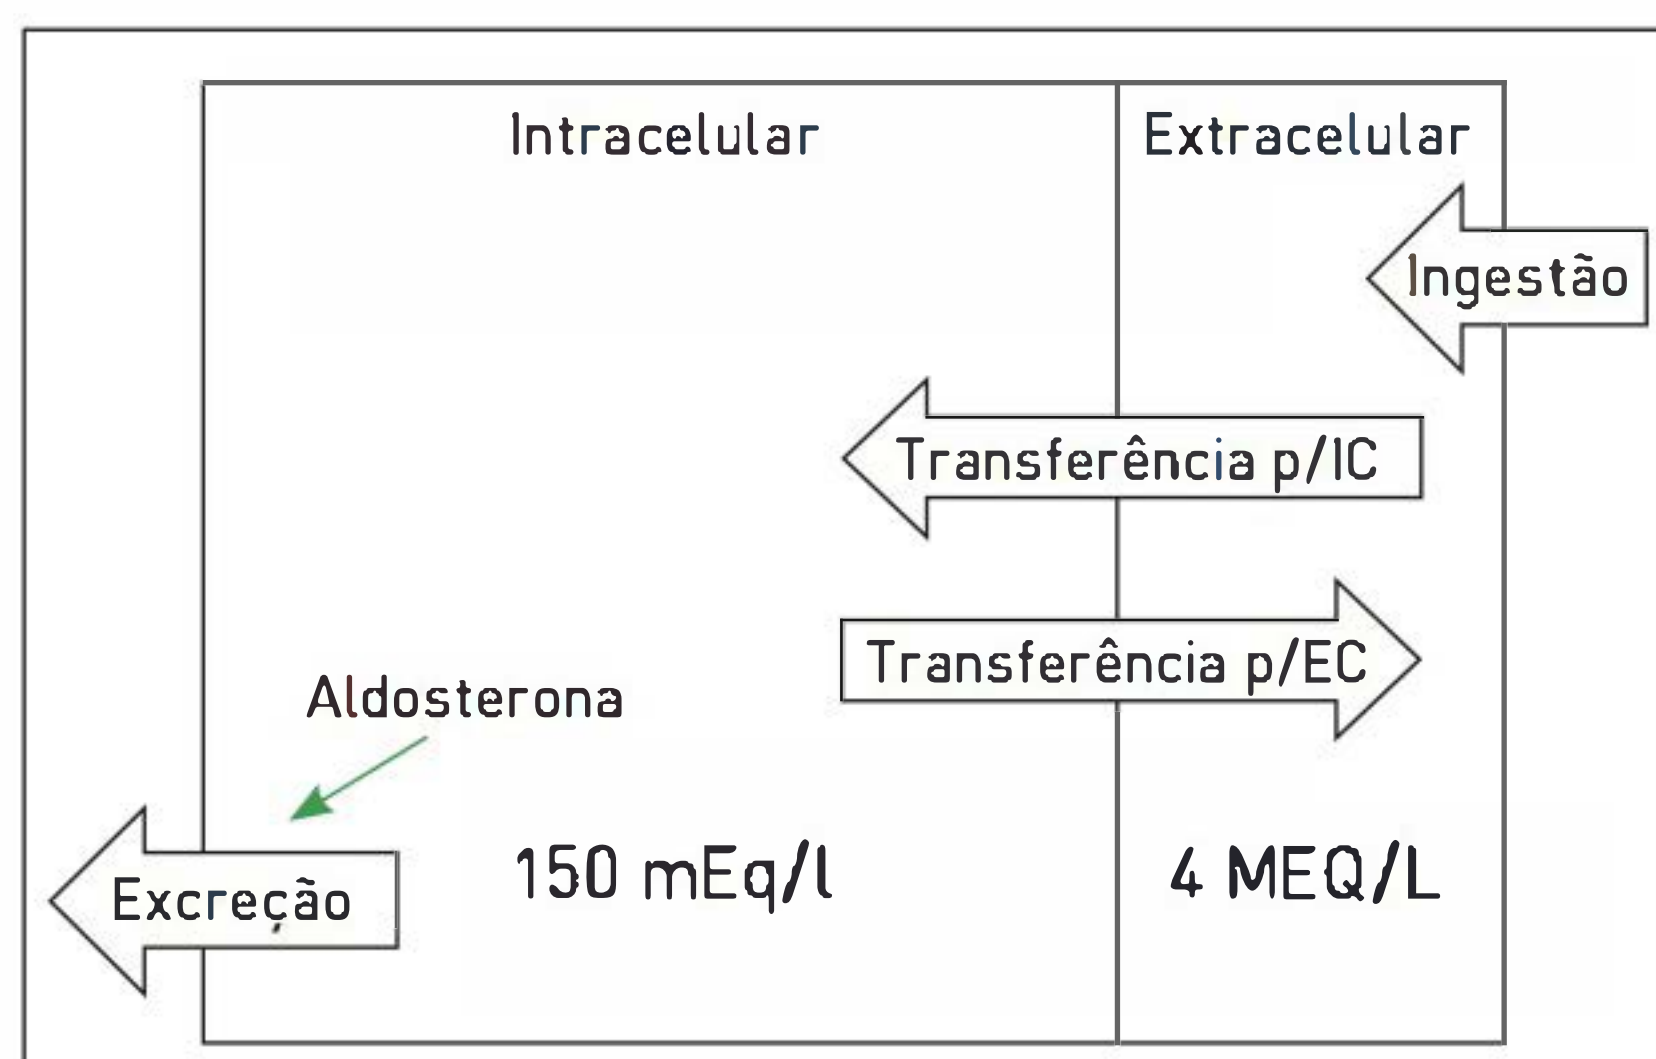 Intracelular
Extracelular
Ingestão
Transferência p/IC
Transferência p/EC
Aldosterona
Excreção
150 mEq/l
4 MEQ/L